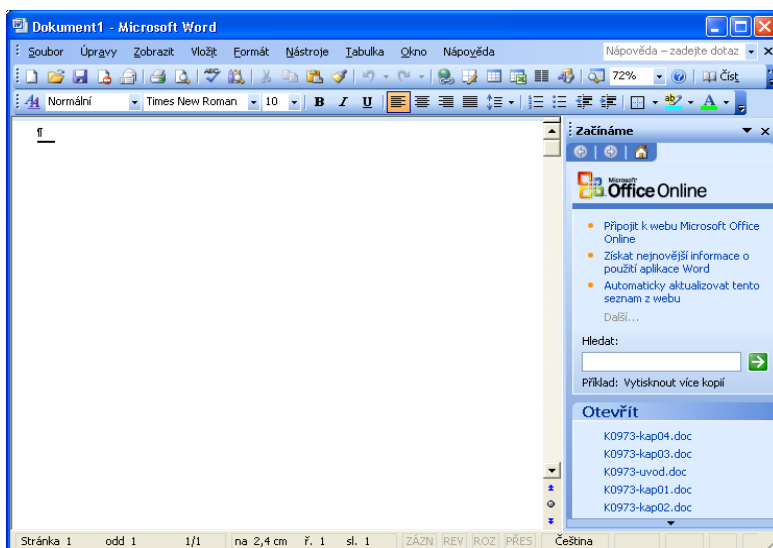 Dokument1 - Microsoft Word
Soubor Úpravy Zobrazit Vložit Formát Nástroje Tabulka Okno Nápověda Nápověda – zadejte dotaz
72% Číst
Normální Times New Roman 10 B I U
¶
Začínáme
Microsoft
Office Online
Připojit k webu Microsoft Office
Online
Získat nejnovější informace o
použití aplikace Word
Automaticky aktualizovat tento
seznam z webu
Další...
Hledat:
Příklad: Vytisknout více kopií
Otevřít
K0973-kap04.doc
K0973-kap03.doc
K0973-uvod.doc
K0973-kap01.doc
K0973-kap02.doc
Stránka 1 odd 1 1/1 na 2,4 cm ř. 1 sl. 1 ZÁZN REV ROZ PŘES Čeština